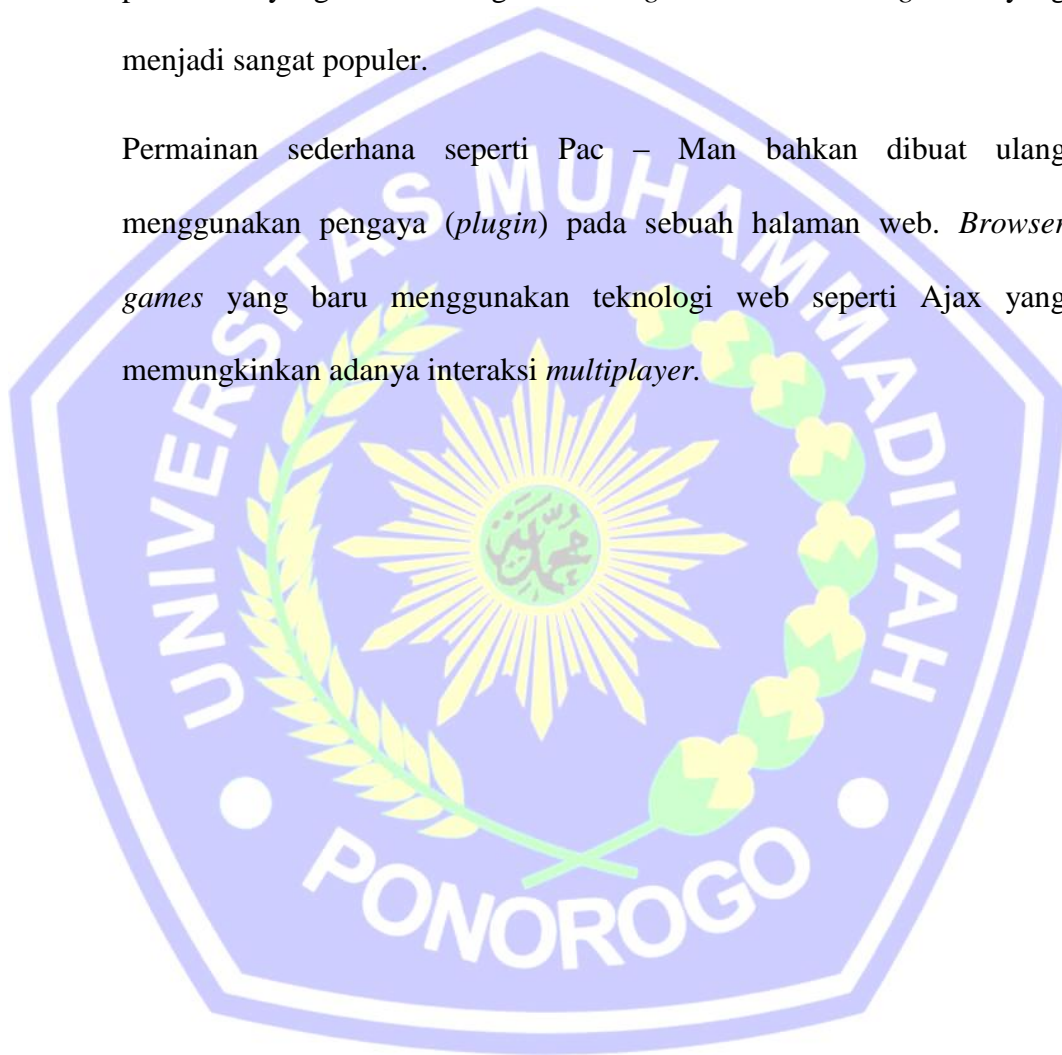 menjadi sangat populer.
Permainan sederhana seperti Pac – Man bahkan dibuat ulang
menggunakan pengaya (plugin) pada sebuah halaman web. Browser
games yang baru menggunakan teknologi web seperti Ajax yang
memungkinkan adanya interaksi multiplayer.
UNIVERSITAS MUHAMMADIYAH
PONOROGO